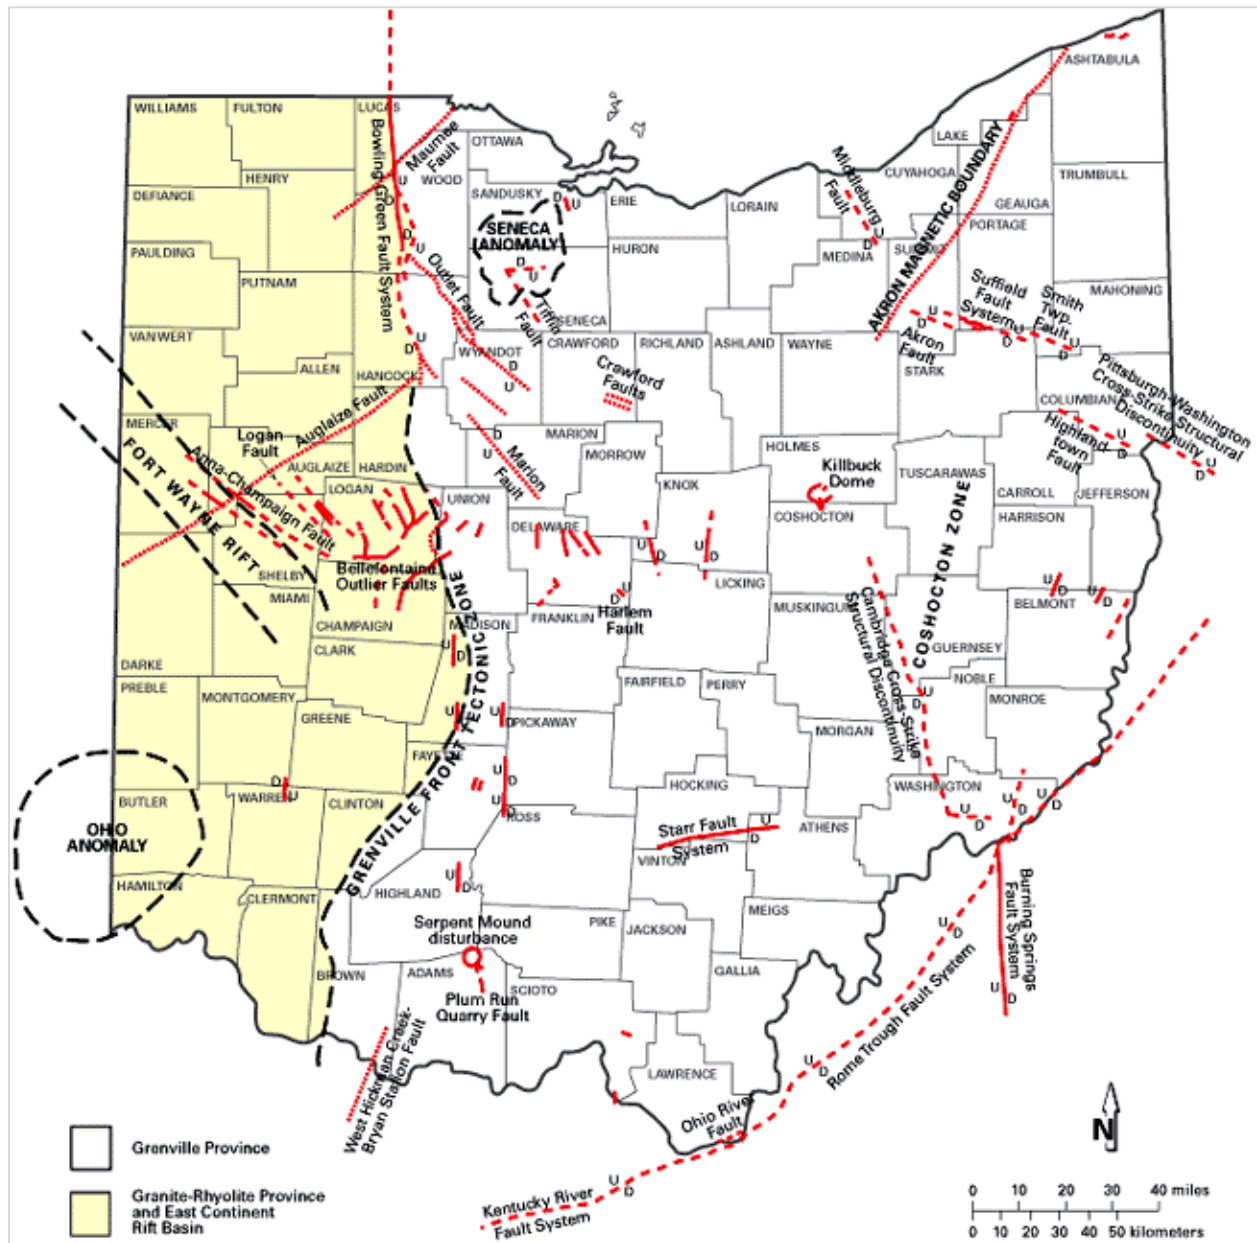 ASHTABULA
WILLIAMS
FULTON
LUCAS
Maumee
Fault
OTTAWA
LAKE
Bowling Green Fault System
WOOD
HENRY
SANDUSKY
ERIE
LORAIN
Middleburg
Fault
CUYAHOGA
TRUMBULL
DEFIANCE
GEAUGA
PORTAGE
AKRON MAGNETIC BOUNDARY
SENECA
ANOMALY
HURON
MEDINA
PAULDING
PUTNAM
Outlet Fault
Tiffin
Fault
SENECA
Suffield
Fault
System
Smith
Twp.
Fault
MAHONING
VANWERT
WYANDOT
CRAWFORD
RICHLAND
ASHLAND
WAYNE
Akron
Fault
STARK
ALLEN
HANCOCK
Crawford
Faults
Pittsburgh-Washington
Cross-Strike Structural
Discontinuity
COLUMBIANA
MERCER
Logan
Fault
Auglaize Fault
MARION
MORROW
HOLMES
Highland
town
Fault
FORT WAYNE RIFT
Anna-Champaign Fault
AUGLAIZE
HARDIN
Marion
Fault
Killbuck
Dome
TUSCARAWAS
LOGAN
UNION
KNOX
CARROLL
JEFFERSON
DELAWARE
COSHOCTON
HARRISON
COSHOCTON ZONE
SHELBY
Bellefontaine
Outlier Faults
LICKING
MIAMI
Harlem
Fault
MUSKINGUM
BELMONT
CHAMPAIGN
MADISON
FRANKLIN
Cambridge Cross-Strike
Structural Discontinuity
CLARK
GUERNSEY
DARKE
NOBLE
PREBLE
MONTGOMERY
FAIRFIELD
PERRY
MONROE
GREENE
PICKAWAY
MORGAN
GRENVILLE FRONT TECTONIC ZONE
HOCKING
WASHINGTON
BUTLER
WARREN
CLINTON
ROSS
ATHENS
OHIO
ANOMALY
Starr Fault
System
VINTON
HAMILTON
CLERMONT
HIGHLAND
Burning Springs
Fault System
Serpent Mound
disturbance
PIKE
JACKSON
MEIGS
BROWN
ADAMS
SCIOTO
GALLIA
Plum Run
Quarry Fault
Rome Trough Fault System
West Hickman Creek-
Bryan Station Fault
LAWRENCE
Ohio River
Fault
Kentucky River
Fault System
Grenville Province
Granite-Rhyolite Province
and East Continent
Rift Basin
N
0 10 20 30 40 miles
0 10 20 30 40 50 kilometers